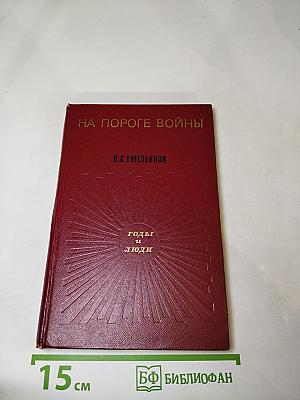 НА ПОРОГЕ ВОЙНЫ
В.С. ЕМЕЛЬЯНОВ
ГОДЫ
И
ЛЮДИ
15 см
БФ БИБЛИОФАН